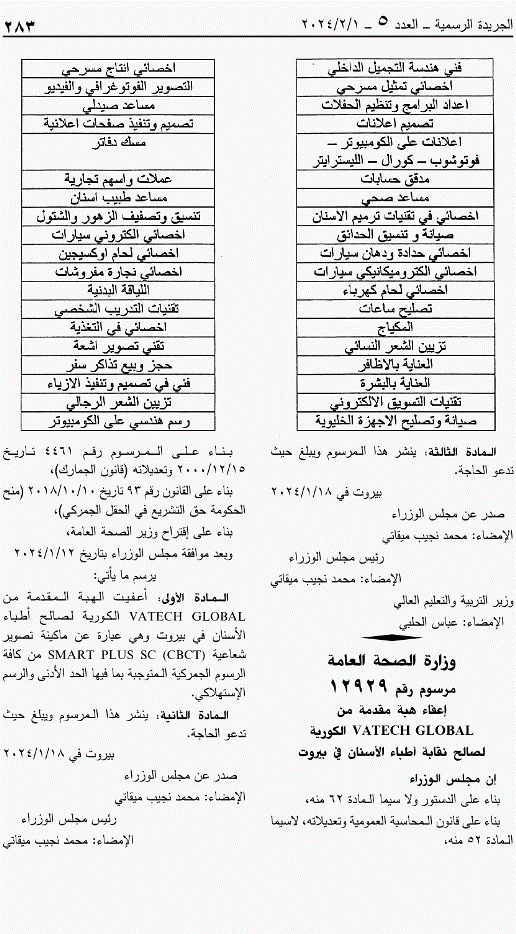 الجريدة الرسمية ــ العدد ٥ ــ ٢٠٢٤/٢/١
٢٨٣
فني هندسة التجميل الداخلي
اخصائي تمثيل مسرحي
اعداد البرامج وتنظيم الحفلات
تصميم اعلانات
اعلانات على الكومبيوتر –
فوتوشوب – كورال – الليسترايتر
مدقق حسابات
مساعد صحي
اخصائي في تقنيات ترميم الاسنان
صيانة و تنسيق الحدائق
اخصائي حدادة ودهان سيارات
اخصائي الكتروميكانيكي سيارات
اخصائي لحام كهرباء
تصليح ساعات
المكياج
تزيين الشعر النسائي
العناية بالاظافر
العناية بالبشرة
تقنيات التسويق الالكتروني
صيانة وتصليح الاجهزة الخليوية
المادة الثالثة: ينشر هذا المرسوم ويبلغ حيث
تدعو الحاجة.
بيروت في ٢٠٢٤/١/١٨
صدر عن مجلس الوزراء
الإمضاء: محمد نجيب ميقاتي
رئيس مجلس الوزراء
الإمضاء: محمد نجيب ميقاتي
وزير التربية والتعليم العالي
الإمضاء: عباس الحلبي
وزارة الصحة العامة
مرسوم رقم ١٢٩٢٩
إعفاء هبة مقدمة من
VATECH GLOBAL الكورية
لصالح نقابة أطباء الأسنان في بيروت
إن مجلس الوزراء
بناء على الدستور ولا سيما المادة ٦٢ منه،
بناء على قانون المحاسبة العمومية وتعديلاته، لاسيما
المادة ٥٢ منه،
اخصائي انتاج مسرحي
التصوير الفوتوغرافي والفيديو
مساعد صيدلي
تصميم وتنفيذ صفحات اعلانية
مسك دفاتر
عملات واسهم تجارية
مساعد طبيب اسنان
تنسيق وتصفيف الزهور والشتول
اخصائي الكتروني سيارات
اخصائي لحام اوكسيجين
اخصائي نجارة مفروشات
اللياقة البدنية
تقنيات التدريب الشخصي
اخصائي في التغذية
تقني تصوير اشعة
حجز وبيع تذاكر سفر
فني في تصميم وتنفيذ الازياء
تزيين الشعر الرجالي
رسم هندسي على الكومبيوتر
بناء على المرسوم رقم ٤٤٦١ تاريخ
٢٠٠٠/١٢/١٥ وتعديلاته (قانون الجمارك)،
بناء على القانون رقم ٩٣ تاريخ ٢٠١٨/١٠/١٠ (منح
الحكومة حق التشريع في الحقل الجمركي)،
بناء على إقتراح وزير الصحة العامة،
وبعد موافقة مجلس الوزراء بتاريخ ٢٠٢٤/١/١٢
يرسم ما يأتي:
المادة الأولى: أعفيت الهبة المقدمة من
VATECH GLOBAL الكورية لصالح أطباء
الأسنان في بيروت وهي عبارة عن ماكينة تصوير
شعاعية SMART PLUS SC (CBCT) من كافة
الرسوم الجمركية المتوجبة بما فيها الحد الأدنى والرسم
الإستهلاكي.
المادة الثانية: ينشر هذا المرسوم ويبلغ حيث
تدعو الحاجة.
بيروت في ٢٠٢٤/١/١٨
صدر عن مجلس الوزراء
الإمضاء: محمد نجيب ميقاتي
رئيس مجلس الوزراء
الإمضاء: محمد نجيب ميقاتي